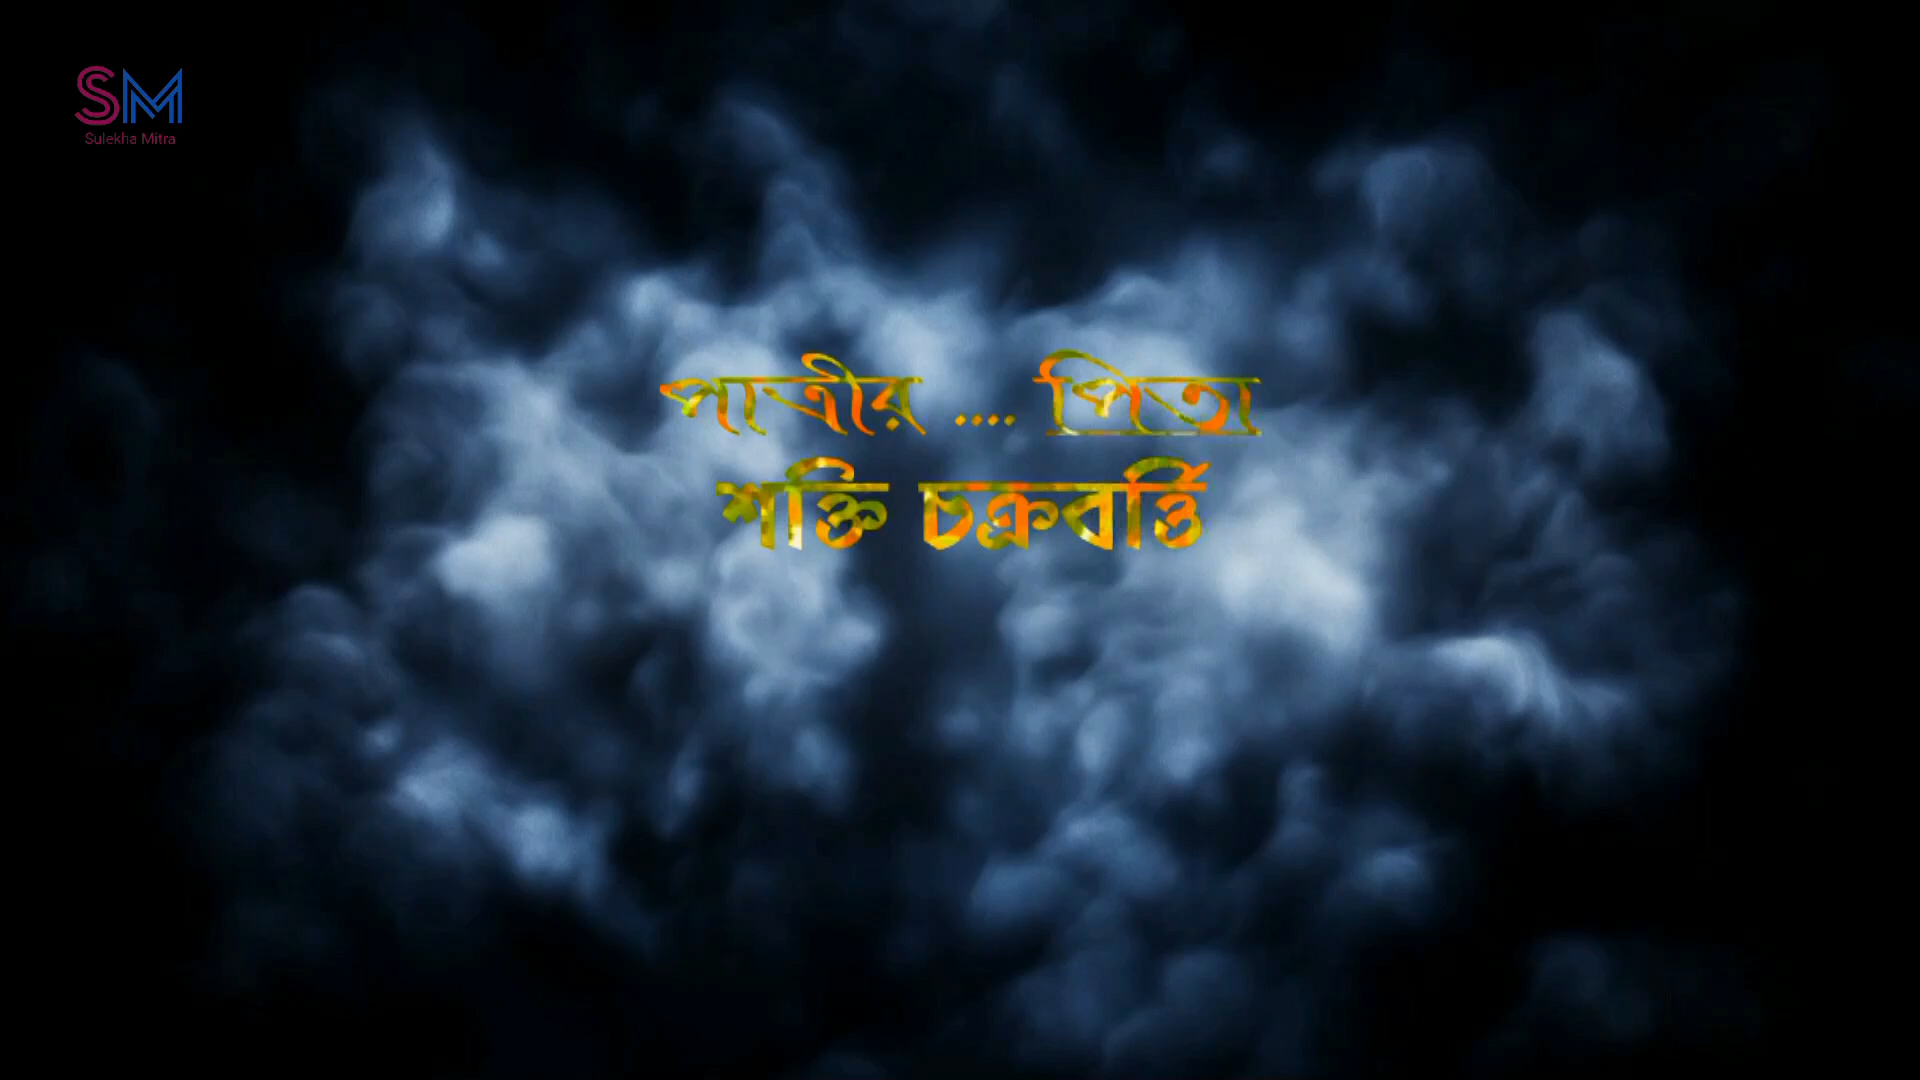 SM
Sulekha Mitra
পাত্রীর .... পিতা
শক্তি চক্রবর্ত্তি